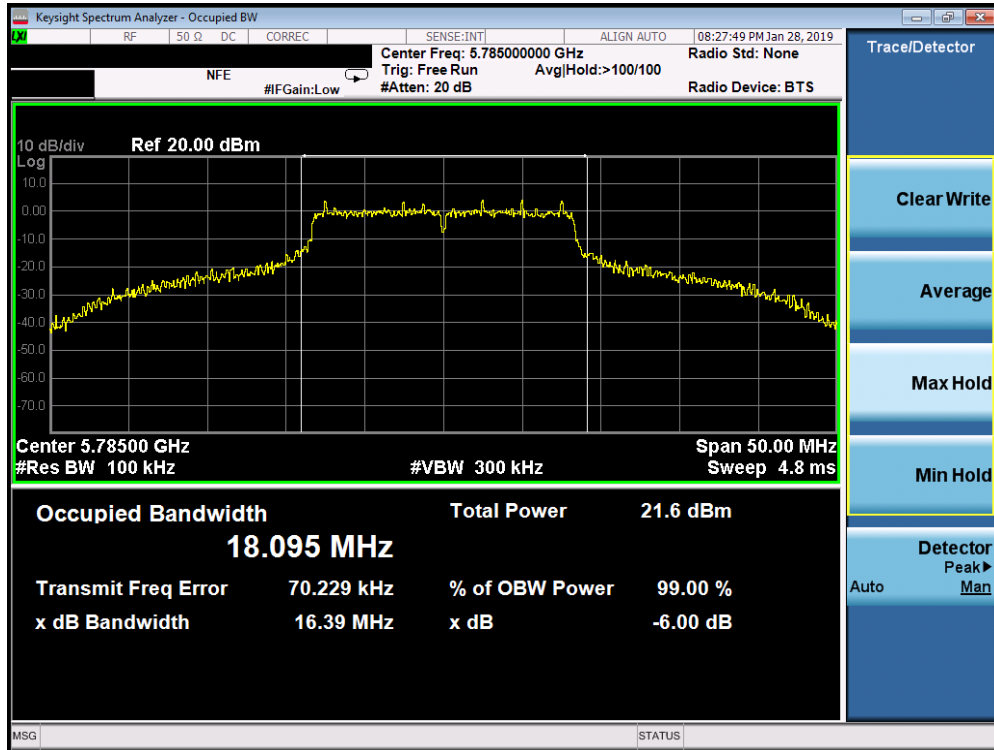 Keysight Spectrum Analyzer - Occupied BW
LXI RF 50 Ω DC CORREC SENSE:INT ALIGN AUTO 08:27:49 PM Jan 28, 2019
Center Freq: 5.785000000 GHz Radio Std: None
NFE Trig: Free Run Avg|Hold:>100/100
#IFGain:Low #Atten: 20 dB Radio Device: BTS
10 dB/div Ref 20.00 dBm
Log
10.0
0.00
-10.0
-20.0
-30.0
-40.0
-50.0
-60.0
-70.0
Center 5.78500 GHz Span 50.00 MHz
#Res BW 100 kHz #VBW 300 kHz Sweep 4.8 ms
Occupied Bandwidth Total Power 21.6 dBm
18.095 MHz
Transmit Freq Error 70.229 kHz % of OBW Power 99.00 %
x dB Bandwidth 16.39 MHz x dB -6.00 dB
Trace/Detector
Clear Write
Average
Max Hold
Min Hold
Detector
Peak▶
Auto Man
MSG STATUS